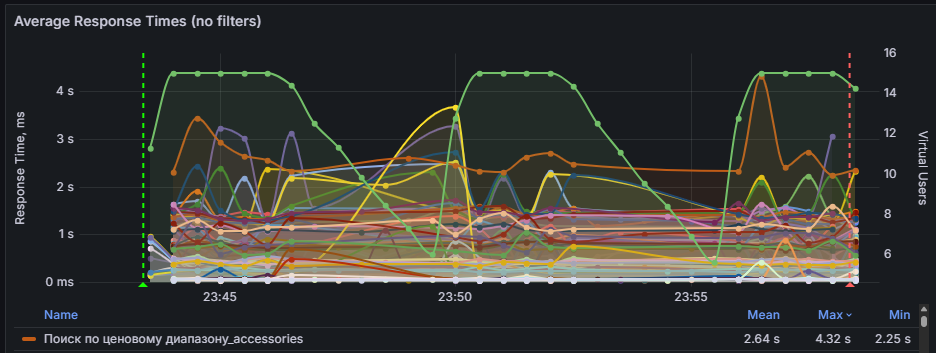 Average Response Times (no filters)
16
4 s
14
3 s
12
2 s
10
8
1 s
6
0 ms
Response Time, ms
Virtual Users
23:45
23:50
23:55
Name
Mean
Max
Min
Поиск по ценовому диапазону_accessories
2.64 s
4.32 s
2.25 s